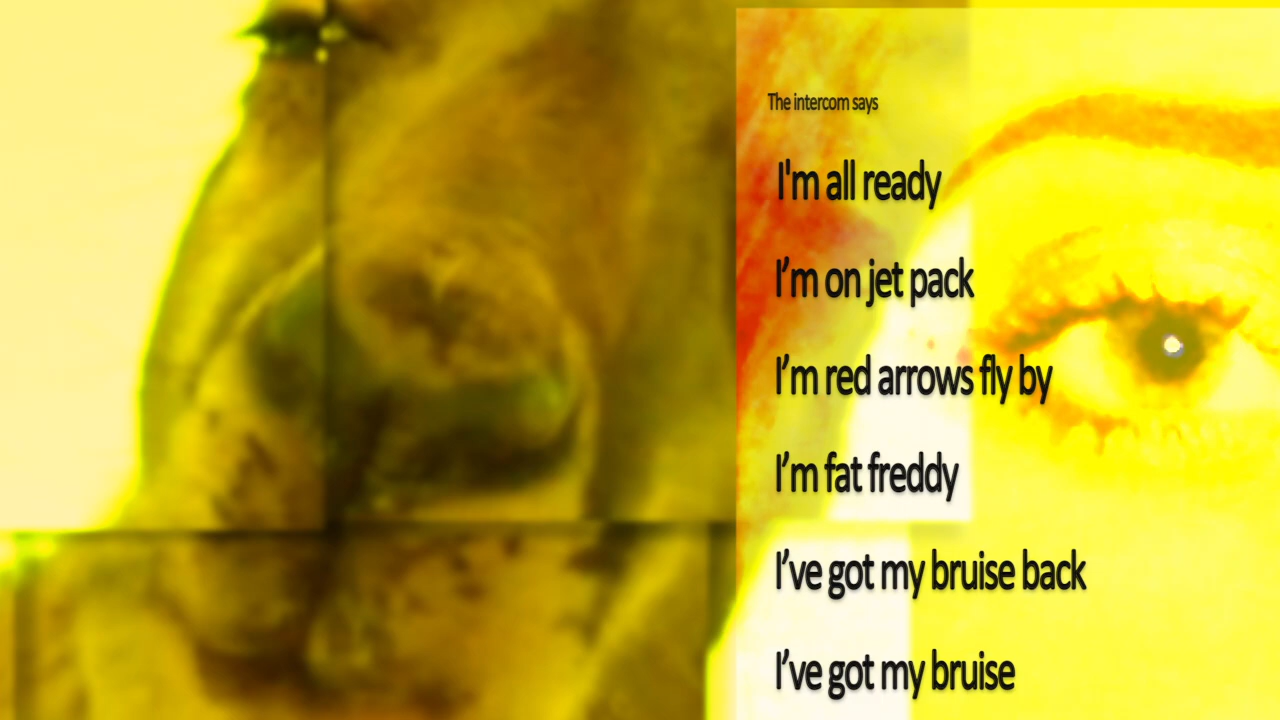 The intercom says
I'm all ready
I’m on jet pack
I’m red arrows fly by
I’m fat freddy
I’ve got my bruise back
I’ve got my bruise